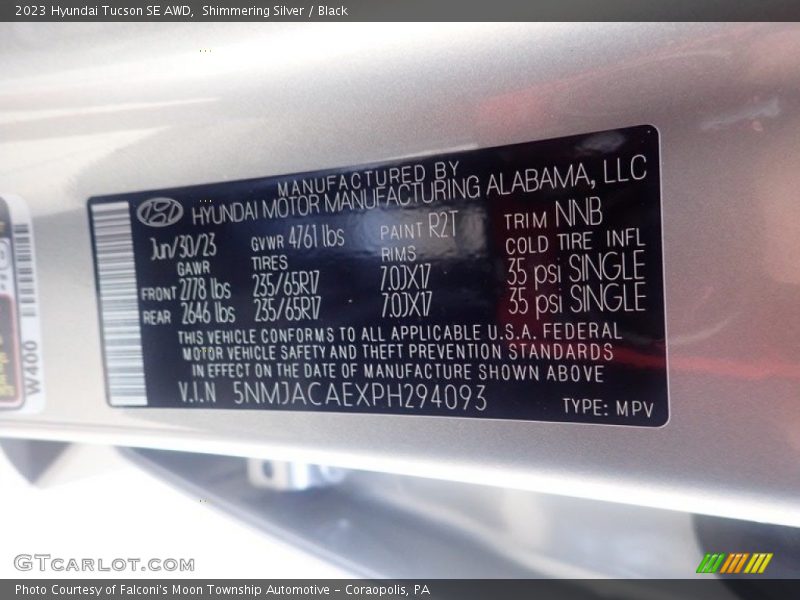 2023 Hyundai Tucson SE AWD,  Shimmering Silver / Black
MANUFACTURED BY
HYUNDAI MOTOR MANUFACTURING ALABAMA, LLC
Jun/30/23 GVWR 4761 lbs PAINT R2T TRIM NNB
GAWR TIRES RIMS COLD TIRE INFL
FRONT 2778 lbs 235/65R17 7.0JX17 35 psi SINGLE
REAR 2646 lbs 235/65R17 7.0JX17 35 psi SINGLE
THIS VEHICLE CONFORMS TO ALL APPLICABLE U.S.A. FEDERAL
MOTOR VEHICLE SAFETY AND THEFT PREVENTION STANDARDS
IN EFFECT ON THE DATE OF MANUFACTURE SHOWN ABOVE
V.I.N 5NMJACAEXPH294093 TYPE: MPV
W400
GTCARLOT.COM
Photo Courtesy of Falconi's Moon Township Automotive – Coraopolis, PA